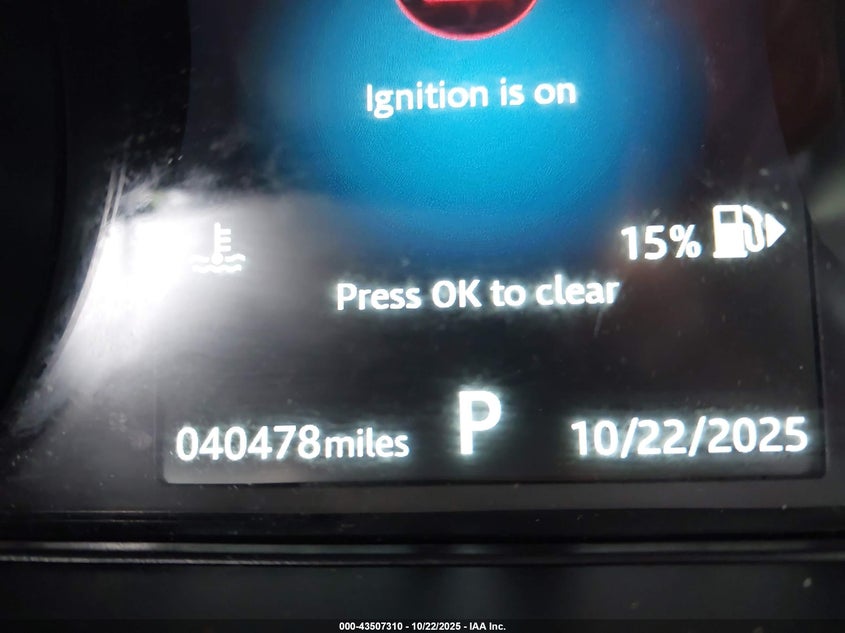 Ignition is on
15%
Press OK to clear
040478miles P 10/22/2025
000-43507310 - 10/22/2025 - IAA Inc.